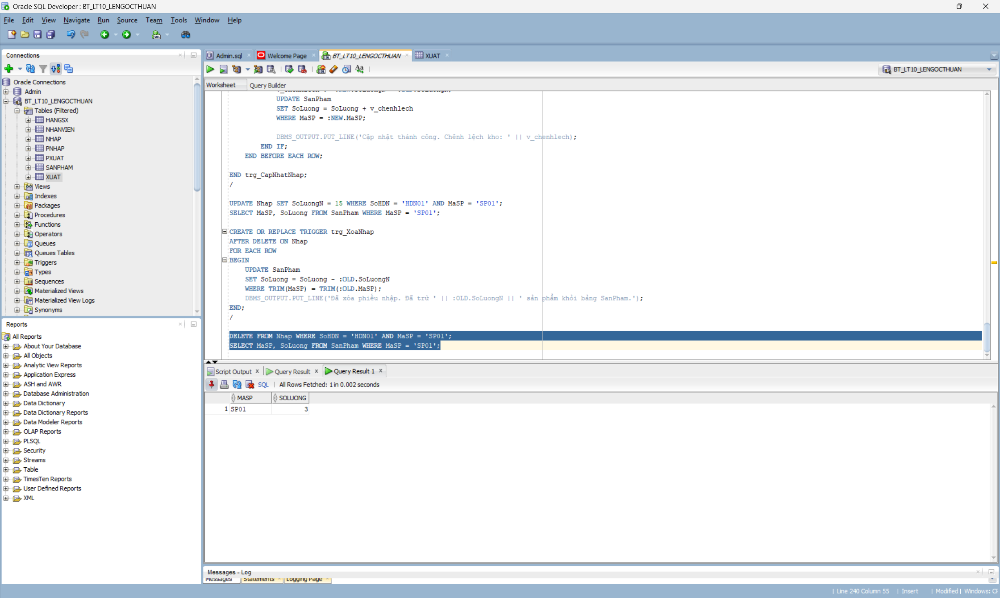 Oracle SQL Developer : BT_LT10_LENGOCTHUAN
File Edit View Navigate Run Source Team Tools Window Help
Connections
Oracle Connections
Admin
BT_LT10_LENGOCTHUAN
Tables (Filtered)
HANGSX
NHANVIEN
NHAP
PNHAP
PXUAT
SANPHAM
XUAT
Views
Indexes
Packages
Procedures
Functions
Operators
Queues
Queues Tables
Triggers
Types
Sequences
Materialized Views
Materialized View Logs
Synonyms
Reports
All Reports
About Your Database
All Objects
Analytic View Reports
Application Express
ASH and AWR
Database Administration
Data Dictionary
Data Dictionary Reports
Data Modeler Reports
OLAP Reports
PLSQL
Security
Streams
Table
TimesTen Reports
User Defined Reports
XML
Admin.sql Welcome Page BT_LT10_LENGOCTHUAN XUAT
BT_LT10_LENGOCTHUAN
Worksheet Query Builder
UPDATE SanPham
SET SoLuong = SoLuong + v_chenhlech
WHERE MaSP = :NEW.MaSP;
DBMS_OUTPUT.PUT_LINE('Cập nhật thành công. Chênh lệch kho: ' || v_chenhlech);
END IF;
END BEFORE EACH ROW;
END trg_CapNhatNhap;
/
UPDATE Nhap SET SoLuongN = 15 WHERE SoHDN = 'HDN01' AND MaSP = 'SP01';
SELECT MaSP, SoLuong FROM SanPham WHERE MaSP = 'SP01';
CREATE OR REPLACE TRIGGER trg_XoaNhap
AFTER DELETE ON Nhap
FOR EACH ROW
BEGIN
UPDATE SanPham
SET SoLuong = SoLuong - :OLD.SoLuongN
WHERE TRIM(MaSP) = TRIM(:OLD.MaSP);
DBMS_OUTPUT.PUT_LINE('Đã xóa phiếu nhập. Đã trừ ' || :OLD.SoLuongN || ' sản phẩm khỏi bảng SanPham.');
END;
/
DELETE FROM Nhap WHERE SoHDN = 'HDN01' AND MaSP = 'SP01';
SELECT MaSP, SoLuong FROM SanPham WHERE MaSP = 'SP01';
Script Output Query Result Query Result 1
SQL | All Rows Fetched: 1 in 0.002 seconds
MASP SOLUONG
1 SP01 3
Messages - Log
Messages Statements Logging Page
| Line 240 Column 55 | Insert | Modified | Windows: